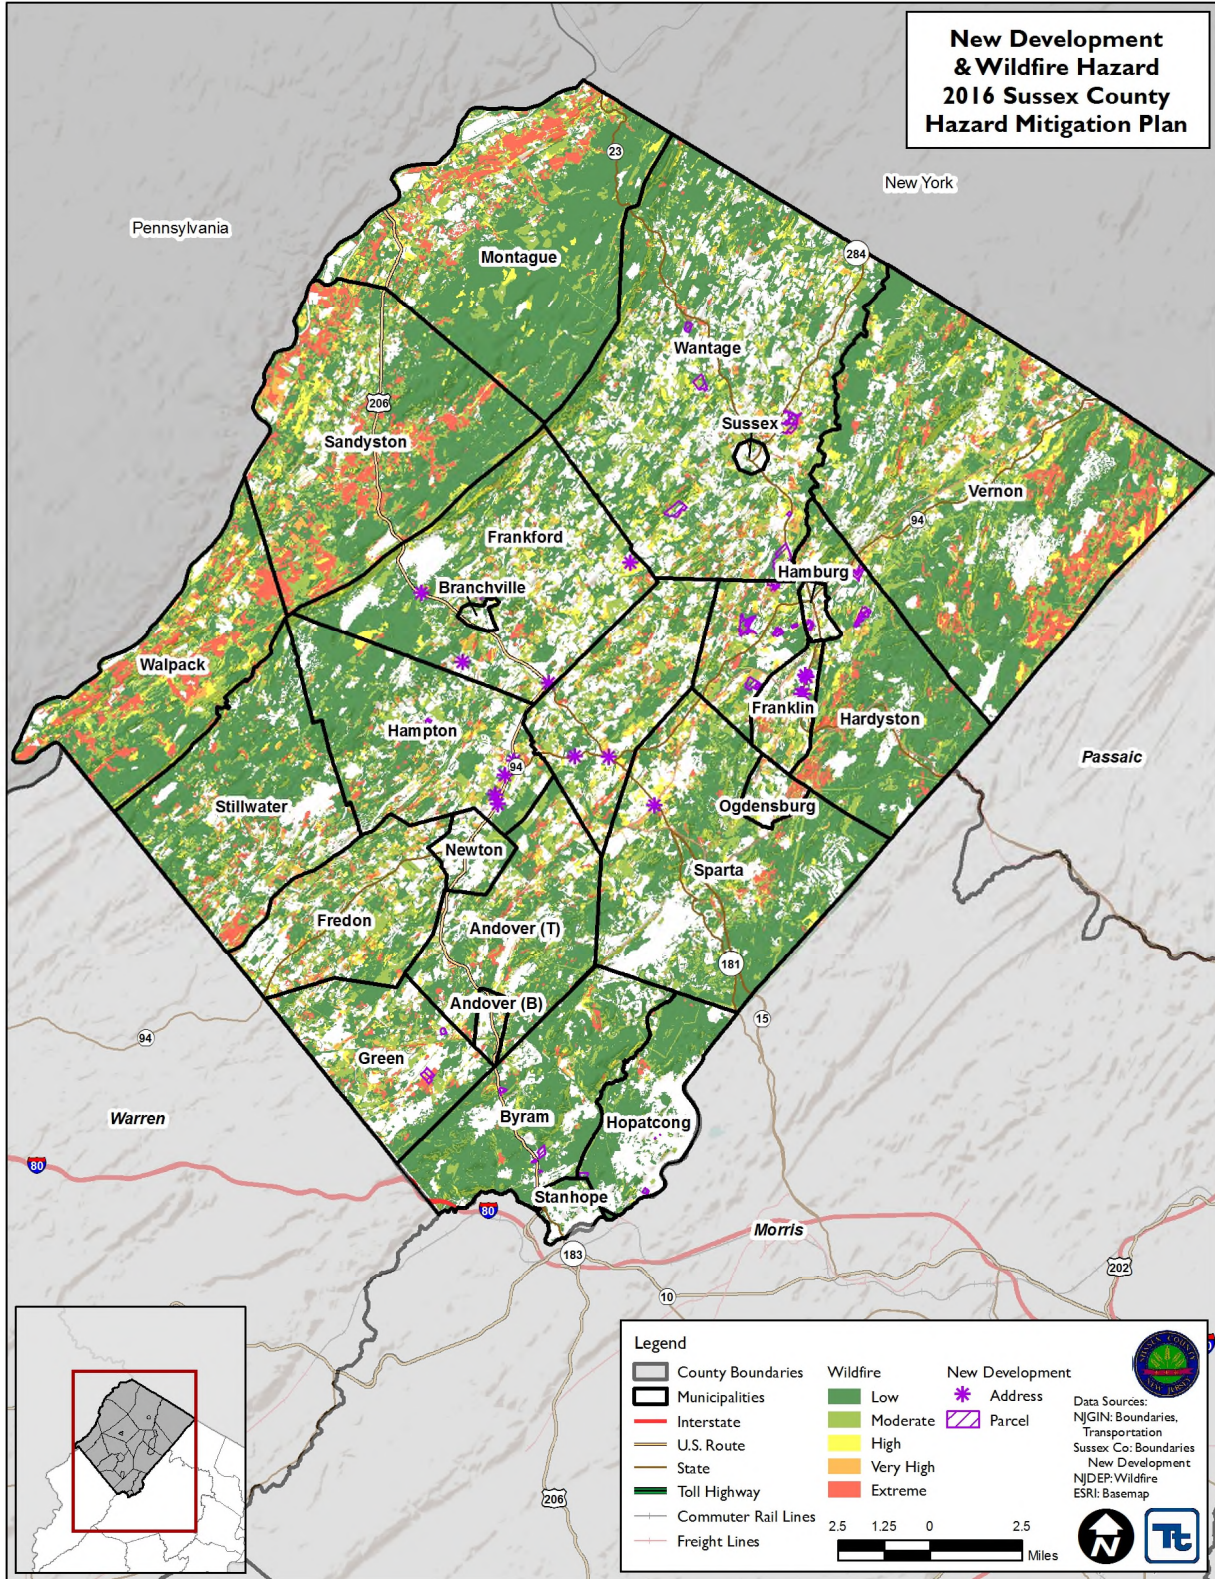 New Development
& Wildfire Hazard
2016 Sussex County
Hazard Mitigation Plan
23
New York
Pennsylvania
284
Montague
Wantage
206
Sussex
Sandyston
Vernon
94
Frankford
Hamburg
Branchville
Walpack
Franklin
Hardyston
Hampton
Passaic
94
Stillwater
Ogdensburg
Newton
Sparta
Fredon
Andover (T)
181
Andover (B)
15
94
Green
Warren
Byram
Hopatcong
80
Stanhope
80
Morris
183
202
10
206
Legend
County Boundaries
Municipalities
Interstate
U.S. Route
State
Toll Highway
Commuter Rail Lines
Freight Lines
Wildfire
Low
Moderate
High
Very High
Extreme
New Development
Address
Parcel
2.5 1.25 0 2.5
Miles
SUSSEX COUNTY
NEW JERSEY
Data Sources:
NJGIN: Boundaries,
Transportation
Sussex Co: Boundaries
New Development
NJDEP: Wildfire
ESRI: Basemap
N
Tt